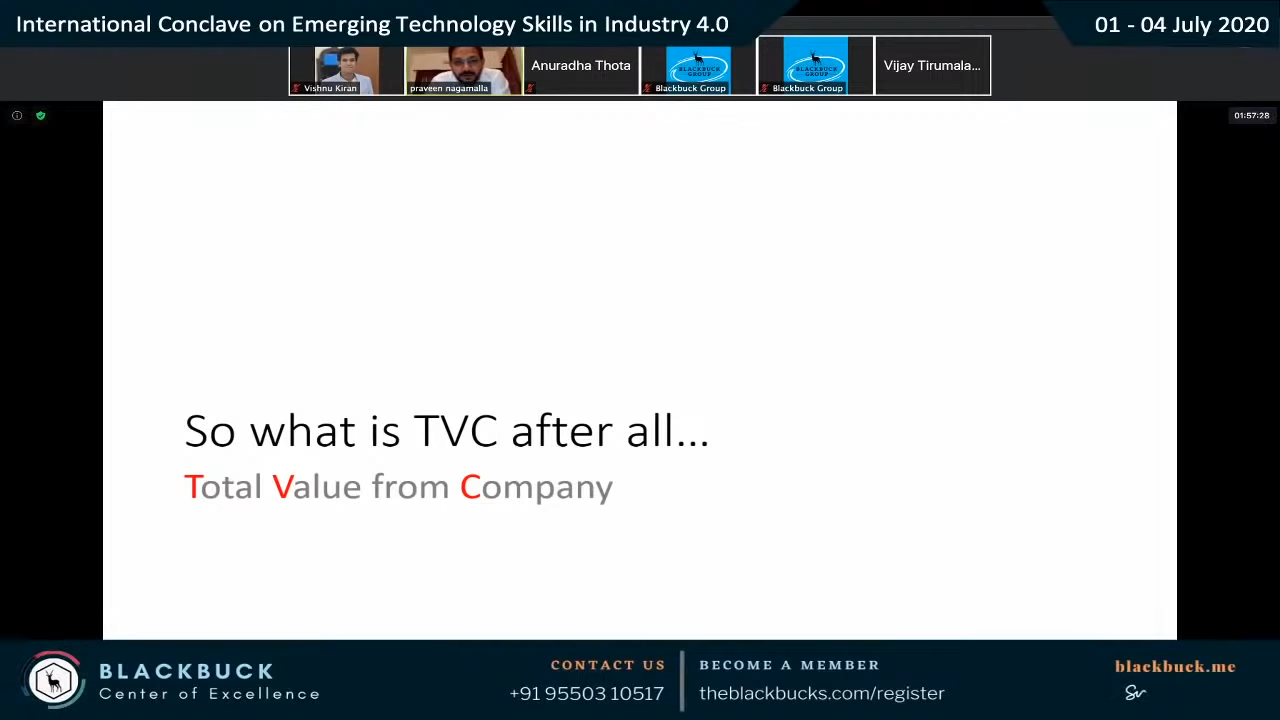 International Conclave on Emerging Technology Skills in Industry 4.0
01 - 04 July 2020
Vishnu Kiran
praveen nagamalla
Anuradha Thota
BLACKBUCK
GROUP
Blackbuck Group
BLACKBUCK
GROUP
Blackbuck Group
Vijay Tirumala...
01:57:28
So what is TVC after all...
Total Value from Company
BLACKBUCK
Center of Excellence
CONTACT US
+91 95503 10517
BECOME A MEMBER
theblackbucks.com/register
blackbuck.me